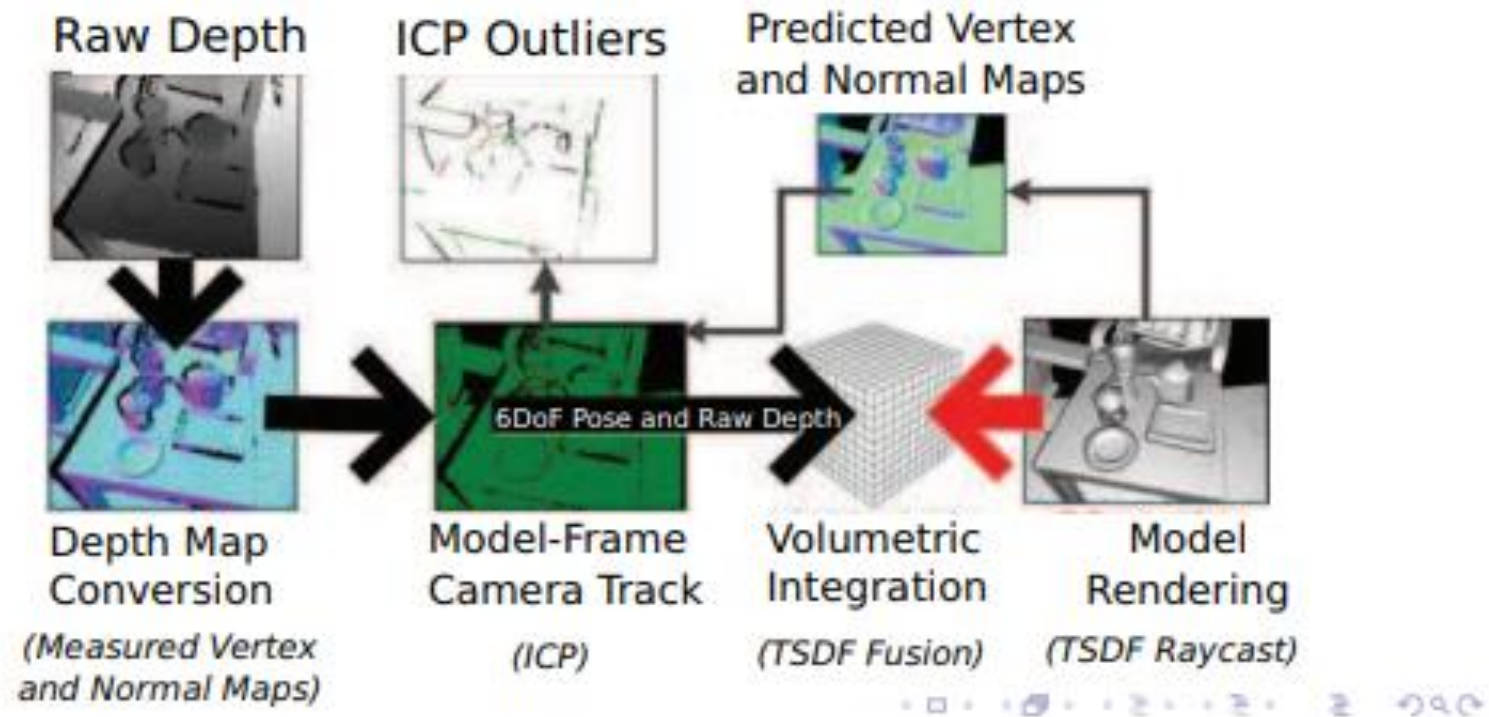 Raw Depth
ICP Outliers
Predicted Vertex
and Normal Maps
6DoF Pose and Raw Depth
Depth Map
Conversion
(Measured Vertex
and Normal Maps)
Model-Frame
Camera Track
(ICP)
Volumetric
Integration
(TSDF Fusion)
Model
Rendering
(TSDF Raycast)